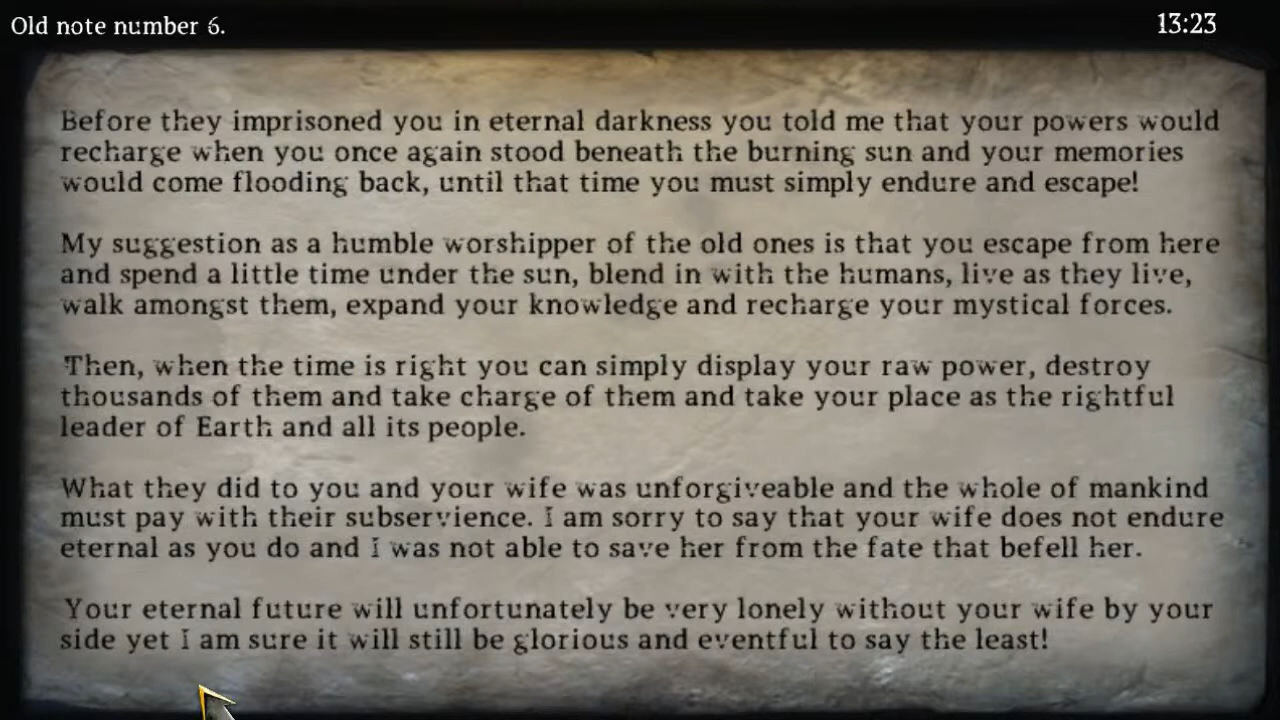 Old note number 6.
13:23
Before they imprisoned you in eternal darkness you told me that your powers would
recharge when you once again stood beneath the burning sun and your memories
would come flooding back, until that time you must simply endure and escape!
My suggestion as a humble worshipper of the old ones is that you escape from here
and spend a little time under the sun, blend in with the humans, live as they live,
walk amongst them, expand your knowledge and recharge your mystical forces.
Then, when the time is right you can simply display your raw power, destroy
thousands of them and take charge of them and take your place as the rightful
leader of Earth and all its people.
What they did to you and your wife was unforgiveable and the whole of mankind
must pay with their subservience. I am sorry to say that your wife does not endure
eternal as you do and I was not able to save her from the fate that befell her.
Your eternal future will unfortunately be very lonely without your wife by your
side yet I am sure it will still be glorious and eventful to say the least!